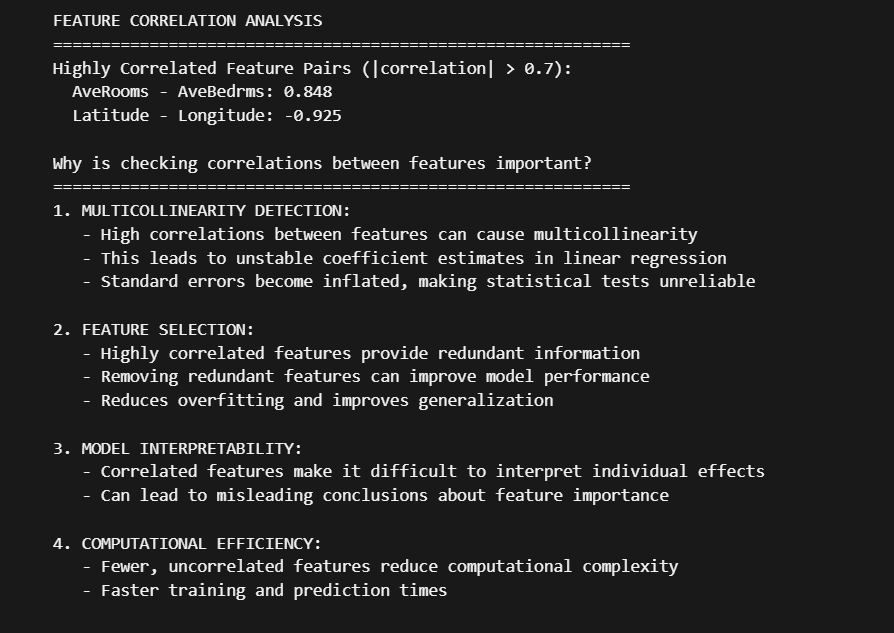 FEATURE CORRELATION ANALYSIS
============================================================
Highly Correlated Feature Pairs (|correlation| > 0.7):
  AveRooms - AveBedrms: 0.848
  Latitude - Longitude: -0.925

Why is checking correlations between features important?
============================================================
1. MULTICOLLINEARITY DETECTION:
   - High correlations between features can cause multicollinearity
   - This leads to unstable coefficient estimates in linear regression
   - Standard errors become inflated, making statistical tests unreliable

2. FEATURE SELECTION:
   - Highly correlated features provide redundant information
   - Removing redundant features can improve model performance
   - Reduces overfitting and improves generalization

3. MODEL INTERPRETABILITY:
   - Correlated features make it difficult to interpret individual effects
   - Can lead to misleading conclusions about feature importance

4. COMPUTATIONAL EFFICIENCY:
   - Fewer, uncorrelated features reduce computational complexity
   - Faster training and prediction times